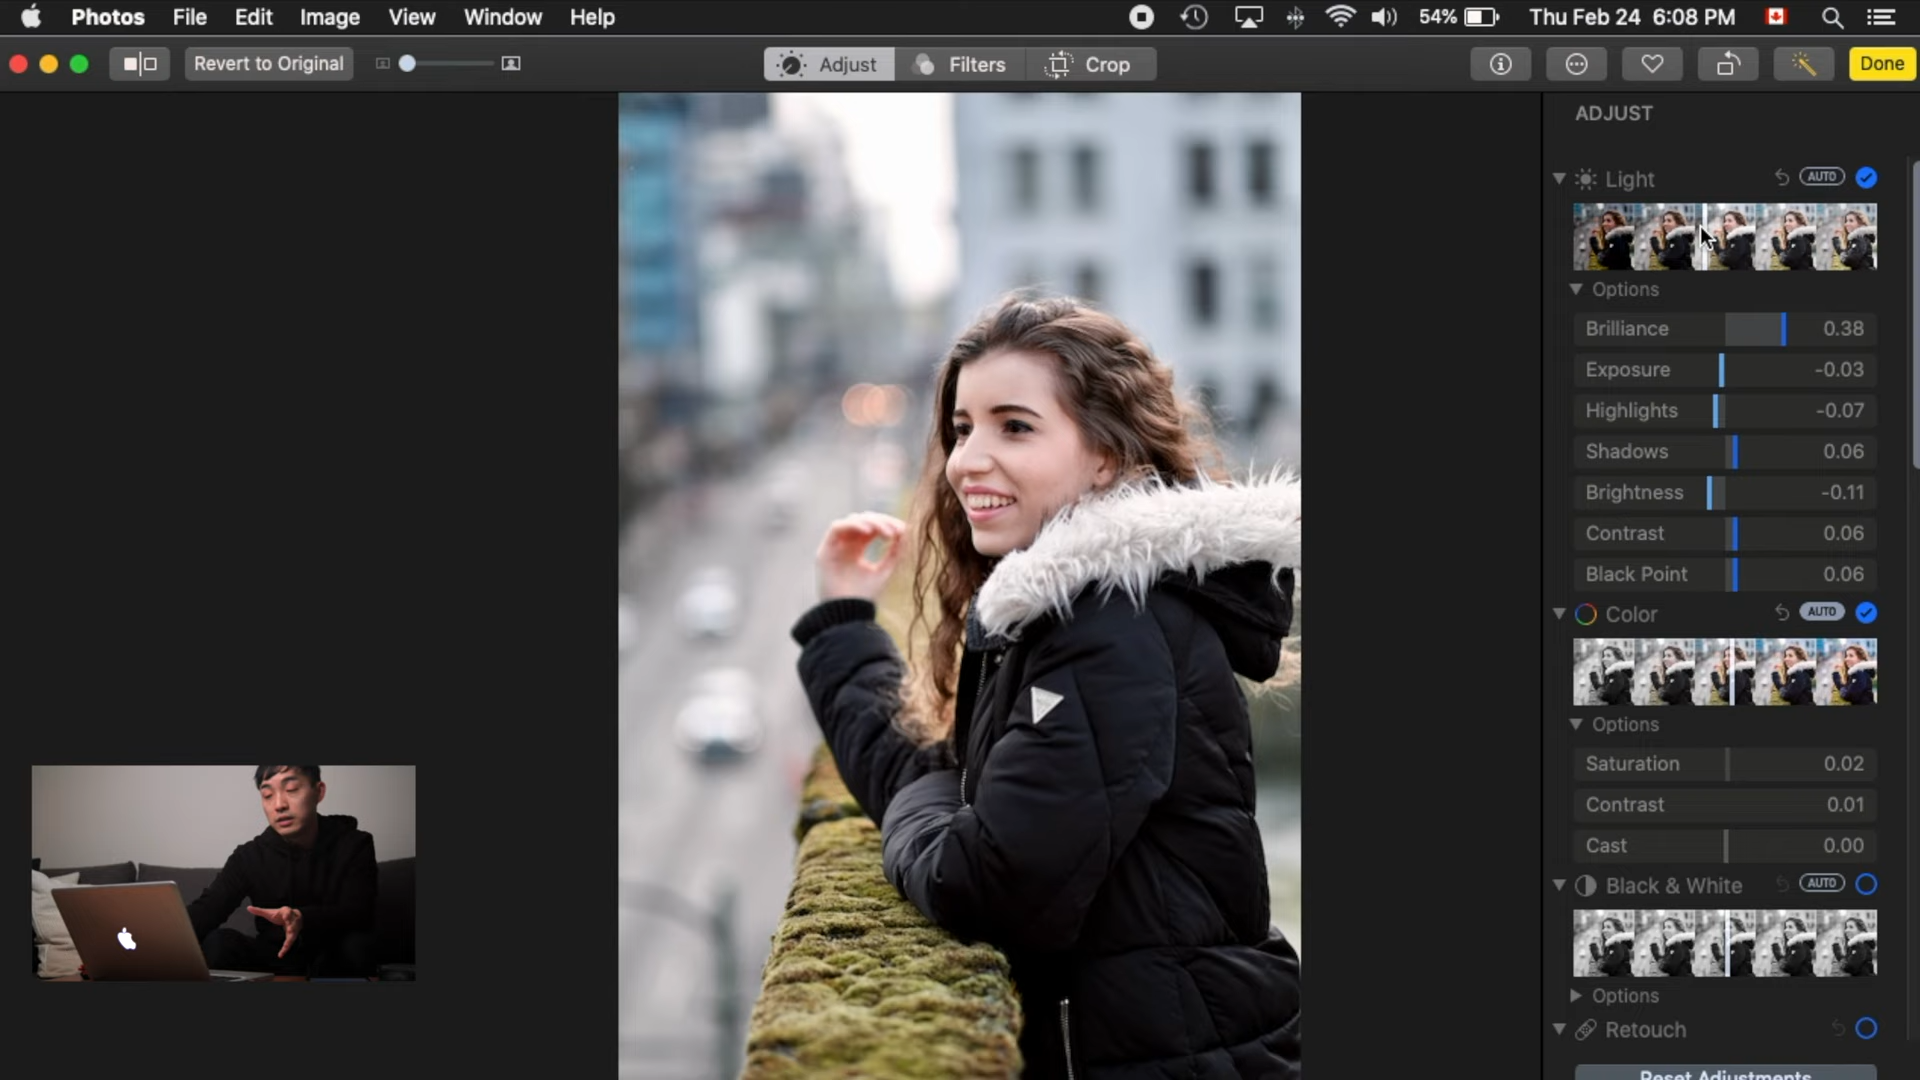 Photos File Edit Image View Window Help 54% Thu Feb 24 6:08 PM
Revert to Original Adjust Filters Crop Done
ADJUST
Light AUTO
Options
Brilliance 0.38
Exposure -0.03
Highlights -0.07
Shadows 0.06
Brightness -0.11
Contrast 0.06
Black Point 0.06
Color AUTO
Options
Saturation 0.02
Contrast 0.01
Cast 0.00
Black & White AUTO
Options
Retouch
Reset Adjustments